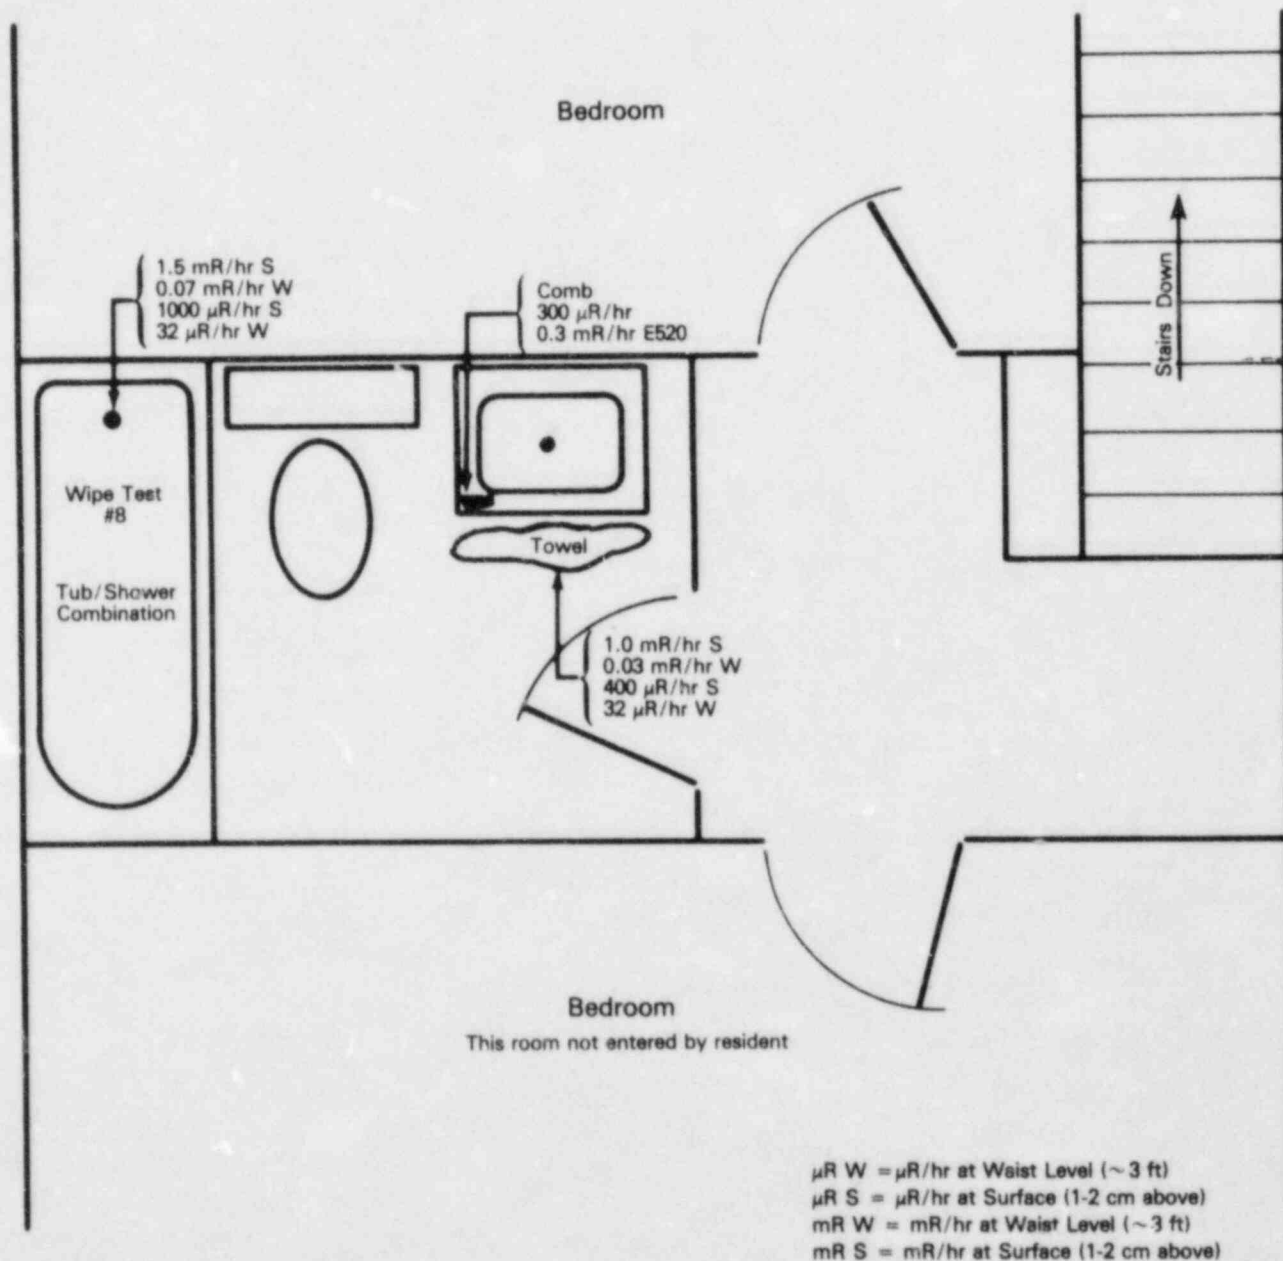 Bedroom
1.5 mR/hr S
0.07 mR/hr W
1000 µR/hr S
32 µR/hr W
Comb
300 µR/hr
0.3 mR/hr E520
Stairs Down
Wipe Test
#8
Tub/Shower
Combination
Towel
1.0 mR/hr S
0.03 mR/hr W
400 µR/hr S
32 µR/hr W
Bedroom
This room not entered by resident
µR W = µR/hr at Waist Level (~3 ft)
µR S = µR/hr at Surface (1-2 cm above)
mR W = mR/hr at Waist Level (~3 ft)
mR S = mR/hr at Surface (1-2 cm above)